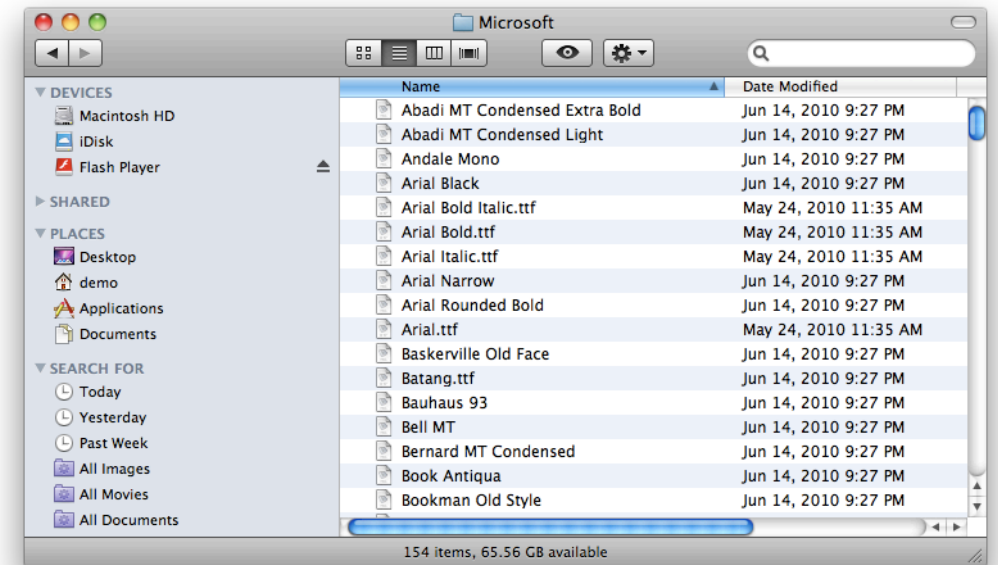 Microsoft
Name Date Modified
DEVICES
Macintosh HD
iDisk
Flash Player
SHARED
PLACES
Desktop
demo
Applications
Documents
SEARCH FOR
Today
Yesterday
Past Week
All Images
All Movies
All Documents
Abadi MT Condensed Extra Bold Jun 14, 2010 9:27 PM
Abadi MT Condensed Light Jun 14, 2010 9:27 PM
Andale Mono Jun 14, 2010 9:27 PM
Arial Black Jun 14, 2010 9:27 PM
Arial Bold Italic.ttf May 24, 2010 11:35 AM
Arial Bold.ttf May 24, 2010 11:35 AM
Arial Italic.ttf May 24, 2010 11:35 AM
Arial Narrow Jun 14, 2010 9:27 PM
Arial Rounded Bold Jun 14, 2010 9:27 PM
Arial.ttf May 24, 2010 11:35 AM
Baskerville Old Face Jun 14, 2010 9:27 PM
Batang.ttf Jun 14, 2010 9:27 PM
Bauhaus 93 Jun 14, 2010 9:27 PM
Bell MT Jun 14, 2010 9:27 PM
Bernard MT Condensed Jun 14, 2010 9:27 PM
Book Antiqua Jun 14, 2010 9:27 PM
Bookman Old Style Jun 14, 2010 9:27 PM
154 items, 65.56 GB available